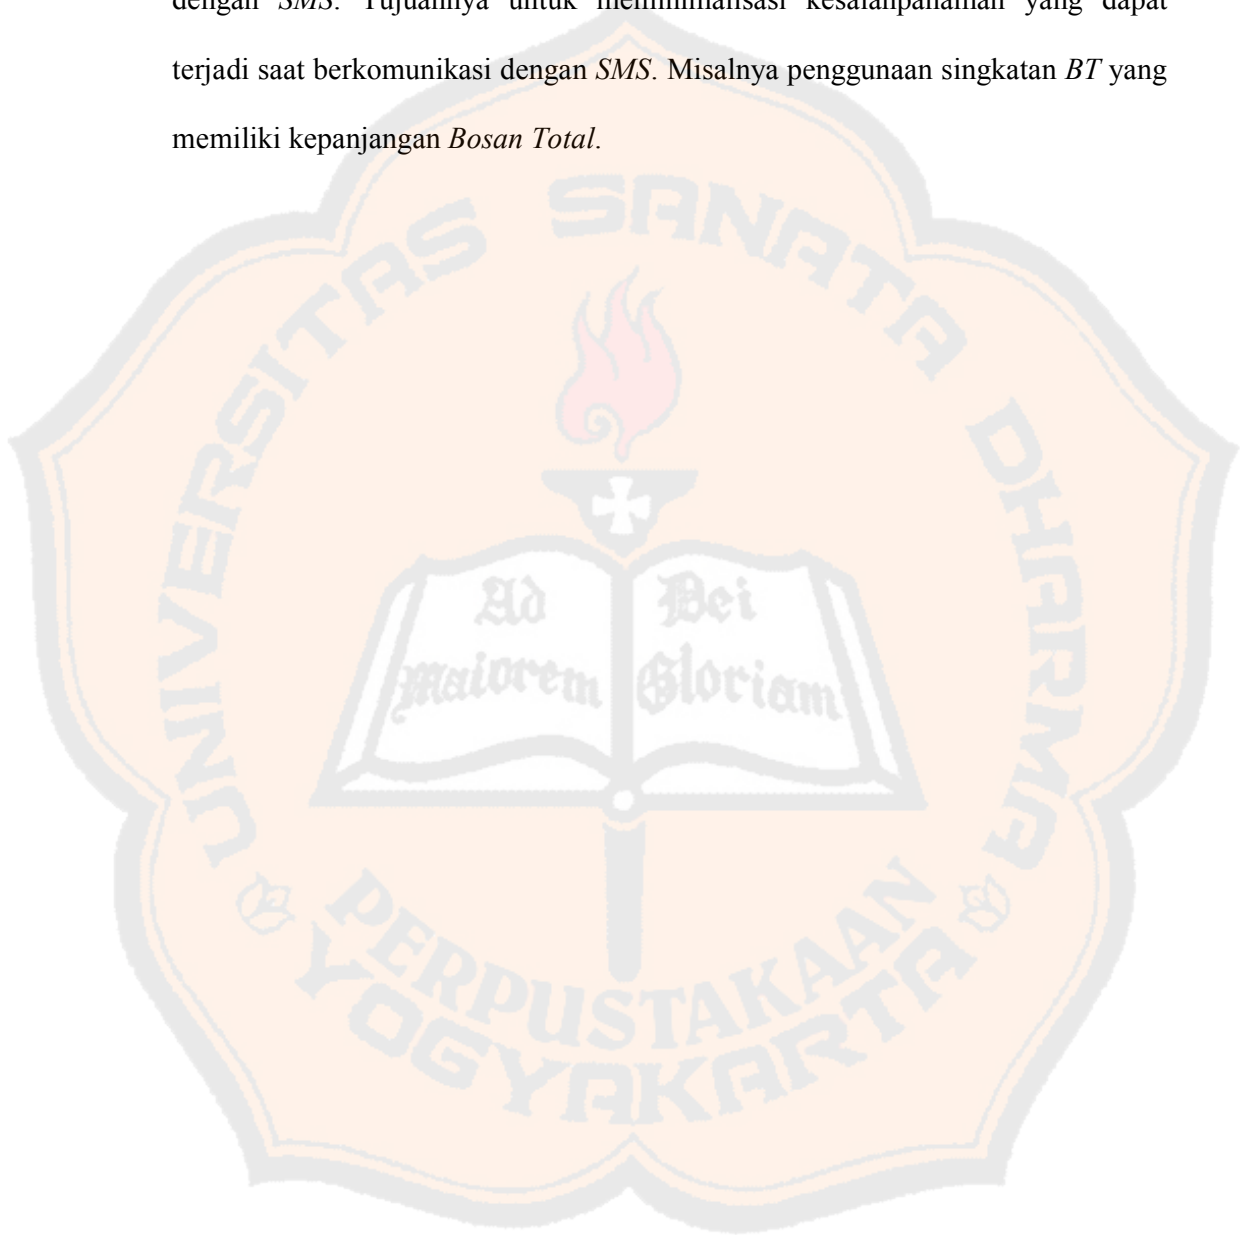 dengan SMS. Tujuannya untuk meminimalisasi kesalahpahaman yang dapat
terjadi saat berkomunikasi dengan SMS. Misalnya penggunaan singkatan BT yang
memiliki kepanjangan Bosan Total.
UNIVERSITAS SANATA DHARMA
Ad Dei
Maiorem Gloriam
PERPUSTAKAAN
YOGYAKARTA